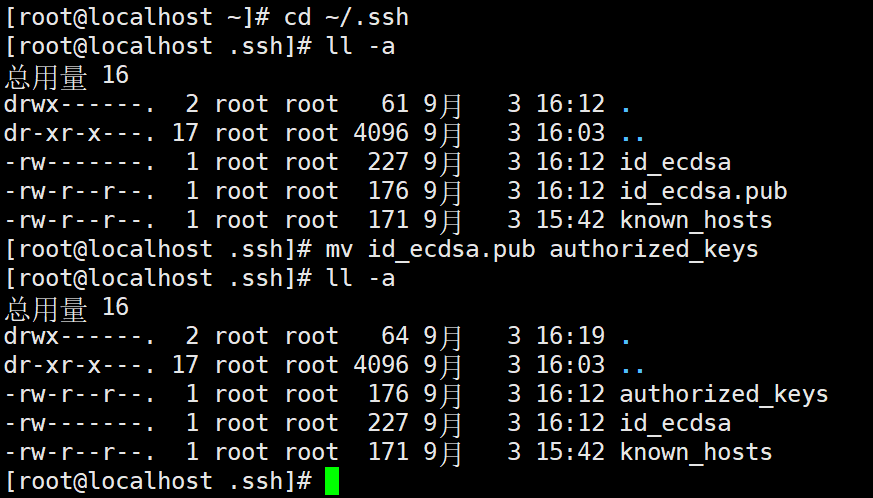 [root@localhost ~]# cd ~/.ssh
[root@localhost .ssh]# ll -a
总用量 16
drwx------.  2 root root   61 9月   3 16:12 .
dr-xr-x---. 17 root root 4096 9月   3 16:03 ..
-rw-------.  1 root root  227 9月   3 16:12 id_ecdsa
-rw-r--r--.  1 root root  176 9月   3 16:12 id_ecdsa.pub
-rw-r--r--.  1 root root  171 9月   3 15:42 known_hosts
[root@localhost .ssh]# mv id_ecdsa.pub authorized_keys
[root@localhost .ssh]# ll -a
总用量 16
drwx------.  2 root root   64 9月   3 16:19 .
dr-xr-x---. 17 root root 4096 9月   3 16:03 ..
-rw-r--r--.  1 root root  176 9月   3 16:12 authorized_keys
-rw-------.  1 root root  227 9月   3 16:12 id_ecdsa
-rw-r--r--.  1 root root  171 9月   3 15:42 known_hosts
[root@localhost .ssh]#